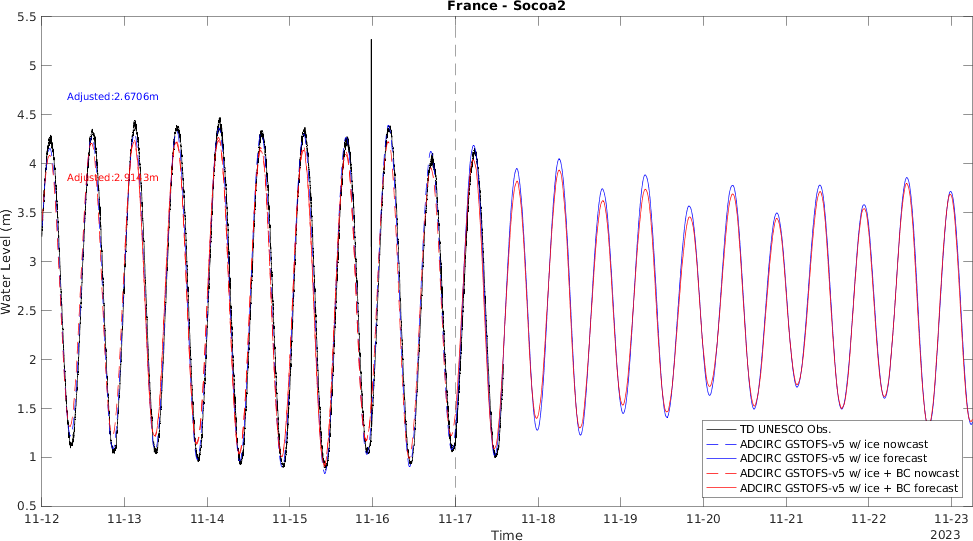 France - Socoa2
5.5
5
4.5
4
3.5
3
2.5
2
1.5
1
0.5
Water Level (m)
Adjusted:2.6706m
Adjusted:2.9143m
TD UNESCO Obs.
ADCIRC GSTOFS-v5 w/ ice nowcast
ADCIRC GSTOFS-v5 w/ ice forecast
ADCIRC GSTOFS-v5 w/ ice + BC nowcast
ADCIRC GSTOFS-v5 w/ ice + BC forecast
11-12 11-13 11-14 11-15 11-16 11-17 11-18 11-19 11-20 11-21 11-22 11-23
Time
2023